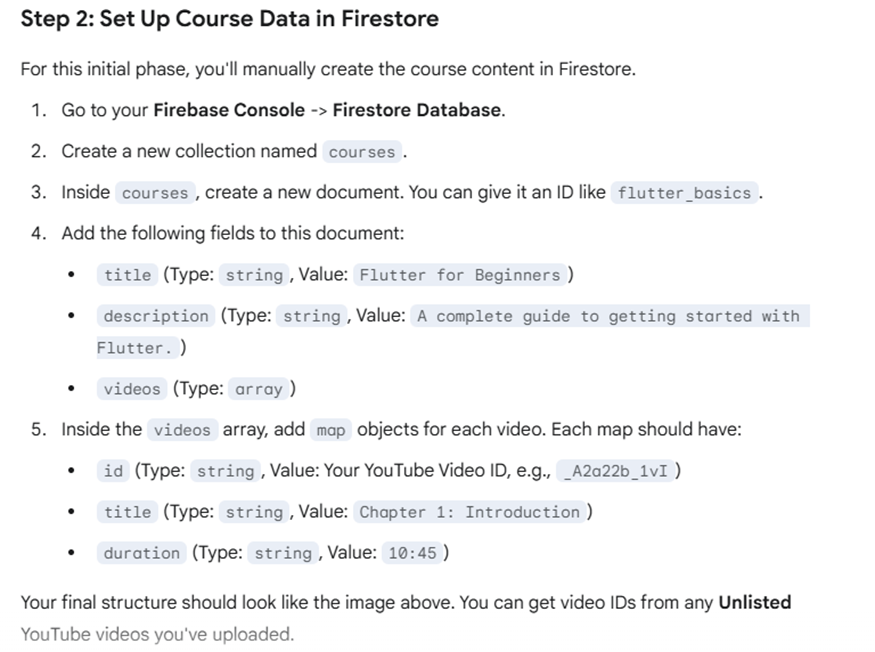 Step 2: Set Up Course Data in Firestore
For this initial phase, you'll manually create the course content in Firestore.
1. Go to your Firebase Console -> Firestore Database.
2. Create a new collection named courses .
3. Inside courses , create a new document. You can give it an ID like flutter_basics .
4. Add the following fields to this document:
• title (Type: string , Value: Flutter for Beginners )
• description (Type: string , Value: A complete guide to getting started with
Flutter. )
• videos (Type: array )
5. Inside the videos array, add map objects for each video. Each map should have:
• id (Type: string , Value: Your YouTube Video ID, e.g., _A2a22b_1vI )
• title (Type: string , Value: Chapter 1: Introduction )
• duration (Type: string , Value: 10:45 )
Your final structure should look like the image above. You can get video IDs from any Unlisted
YouTube videos you've uploaded.